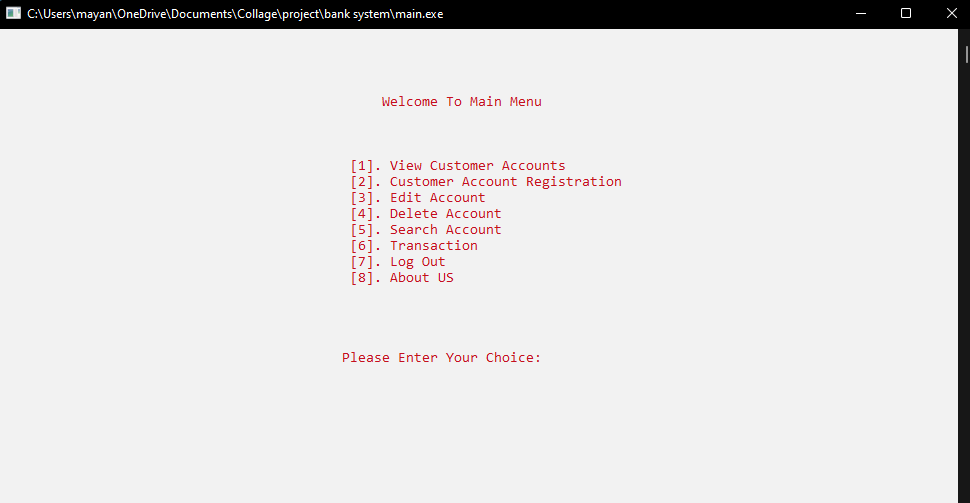 C:\Users\mayan\OneDrive\Documents\Collage\project\bank system\main.exe
Welcome To Main Menu
[1]. View Customer Accounts
[2]. Customer Account Registration
[3]. Edit Account
[4]. Delete Account
[5]. Search Account
[6]. Transaction
[7]. Log Out
[8]. About US
Please Enter Your Choice: